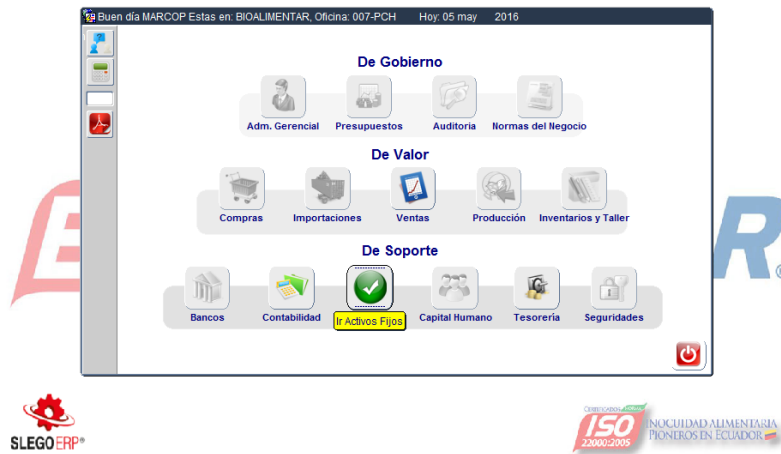 Buen día MARCOP Estas en: BIOALIMENTAR, Oficina: 007-PCH Hoy: 05 may 2016
De Gobierno
Adm. Gerencial Presupuestos Auditoria Normas del Negocio
De Valor
Compras Importaciones Ventas Producción Inventarios y Taller
De Soporte
Bancos Contabilidad Ir Activos Fijos Capital Humano Tesorería Seguridades
E R®
SLEGO ERP®
ISO
22000:2005
INOCUIDAD ALIMENTARIA
PIONEROS EN ECUADOR